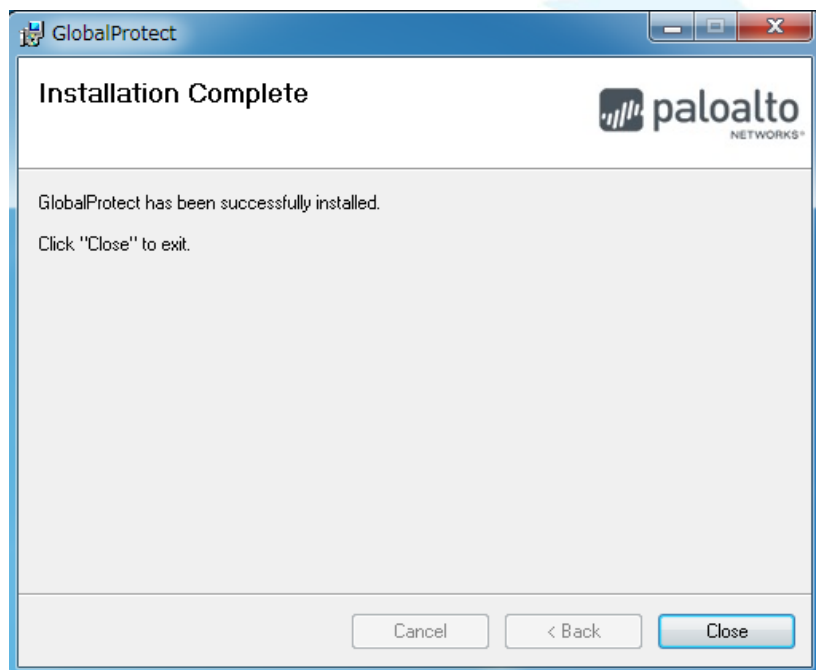 GlobalProtect
Installation Complete
paloalto
NETWORKS®
GlobalProtect has been successfully installed.
Click "Close" to exit.
Cancel
< Back
Close